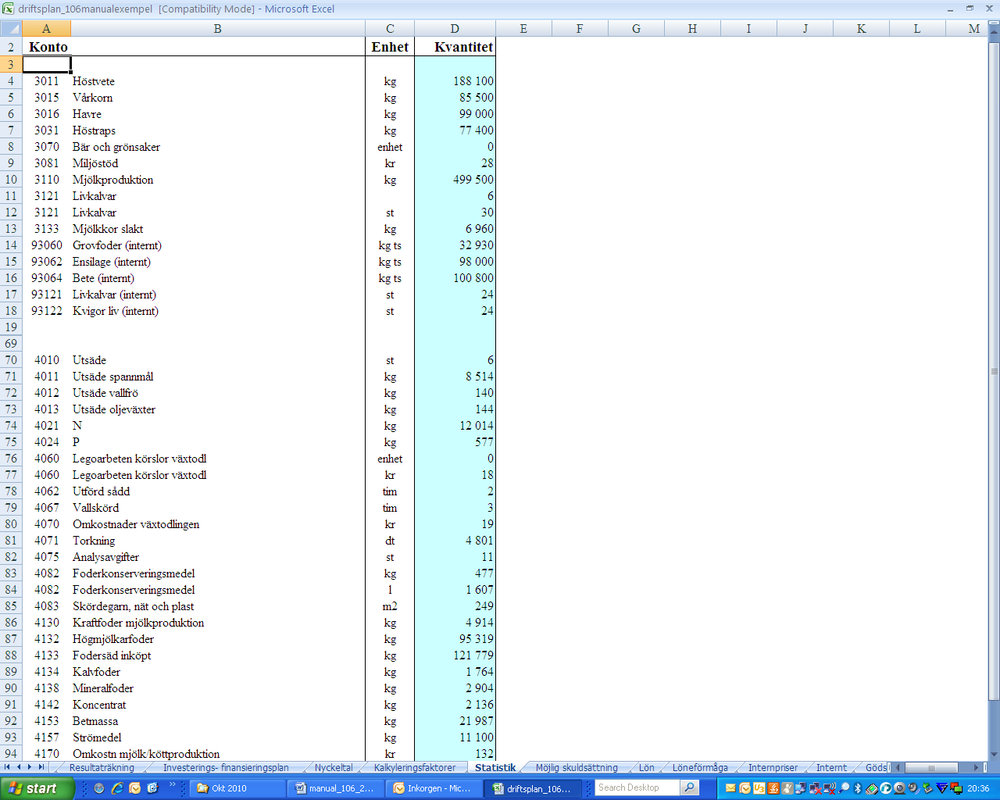 driftsplan_106manualexempel [Compatibility Mode] - Microsoft Excel
A B C D E F G H I J K L M
2 Konto Enhet Kvantitet
3
4 3011 Höstvete kg 188 100
5 3015 Vårkorn kg 85 500
6 3016 Havre kg 99 000
7 3031 Höstraps kg 77 400
8 3070 Bär och grönsaker enhet 0
9 3081 Miljöstöd kr 28
10 3110 Mjölkproduktion kg 499 500
11 3121 Livkalvar 6
12 3121 Livkalvar st 30
13 3133 Mjölkkor slakt kg 6 960
14 93060 Grovfoder (internt) kg ts 32 930
15 93062 Ensilage (internt) kg ts 98 000
16 93064 Bete (internt) kg ts 100 800
17 93121 Livkalvar (internt) st 24
18 93122 Kvigor liv (internt) st 24
19
69
70 4010 Utsäde st 6
71 4011 Utsäde spannmål kg 8 514
72 4012 Utsäde vallfrö kg 140
73 4013 Utsäde oljeväxter kg 144
74 4021 N kg 12 014
75 4024 P kg 577
76 4060 Legoarbeten körslor växtodl enhet 0
77 4060 Legoarbeten körslor växtodl kr 18
78 4062 Utförd sådd tim 2
79 4067 Vallskörd tim 3
80 4070 Omkostnader växtodlingen kr 19
81 4071 Torkning dt 4 801
82 4075 Analysavgifter st 11
83 4082 Foderkonserveringsmedel kg 477
84 4082 Foderkonserveringsmedel l 1 607
85 4083 Skördegarn, nät och plast m2 249
86 4130 Kraftfoder mjölkproduktion kg 4 914
87 4132 Högmjölkarfoder kg 95 319
88 4133 Fodersäd inköpt kg 121 779
89 4134 Kalvfoder kg 1 764
90 4138 Mineralfoder kg 2 904
91 4142 Koncentrat kg 2 136
92 4153 Betmassa kg 21 987
93 4157 Strömedel kg 11 100
94 4170 Omkostn mjölk/köttproduktion kr 132
Resultaträkning Investerings- finansieringsplan Nyckeltal Kalkyleringsfaktorer Statistik Möjlig skuldsättning Lön Löneförmåga Internpriser Internt Göds
start Okt 2010 manual_106_2... Inkorgen - Mic... driftsplan_106... Search Desktop 20:36